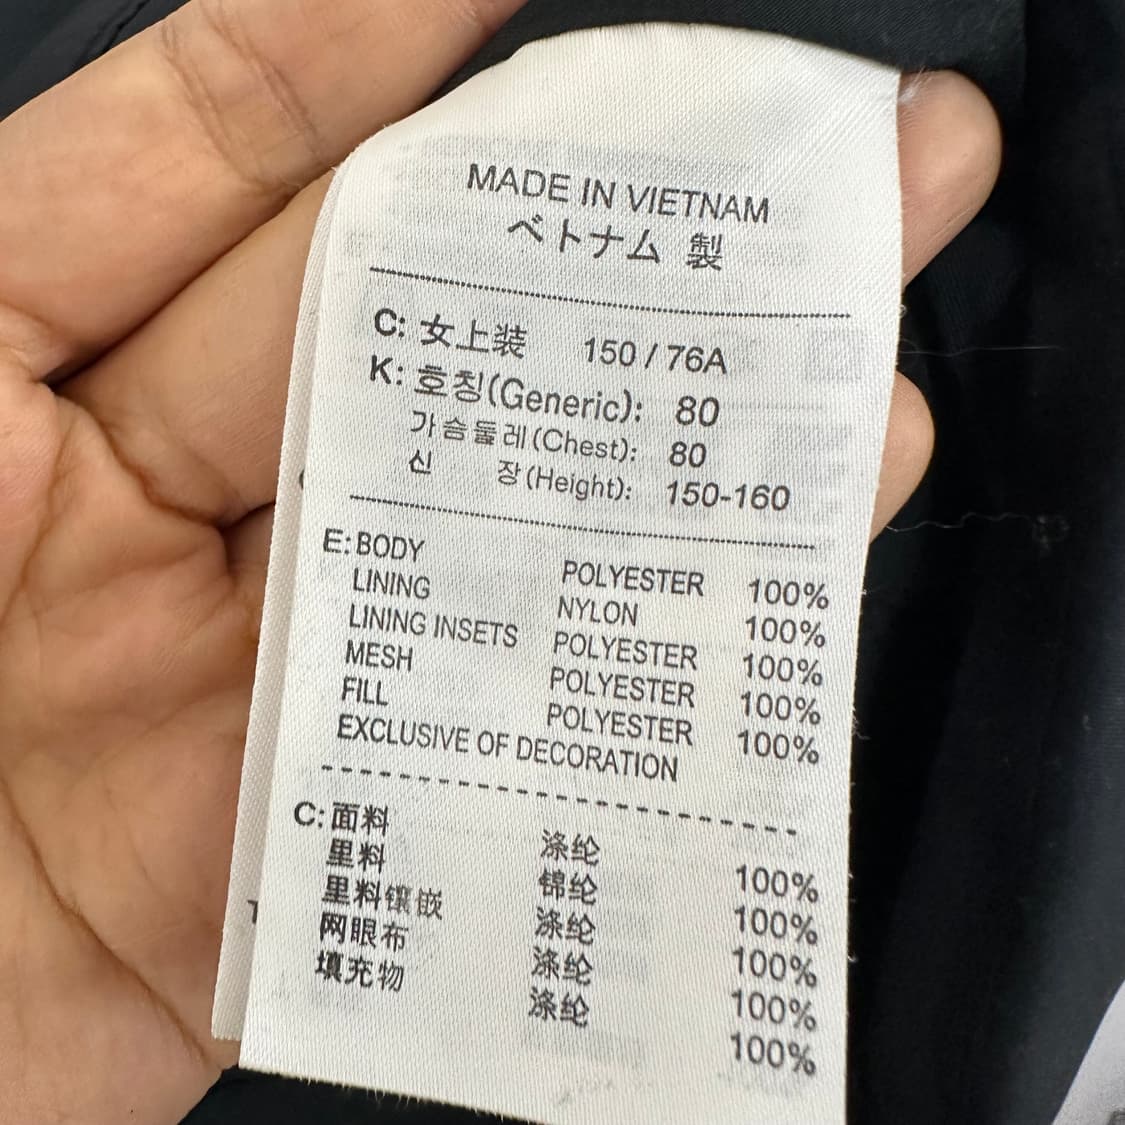 MADE IN VIETNAM
ベトナム 製
C: 女上装 150 / 76A
K: 호칭(Generic): 80
가슴둘레(Chest): 80
신 장(Height): 150-160
E: BODY POLYESTER 100%
LINING NYLON 100%
LINING INSETS POLYESTER 100%
MESH POLYESTER 100%
FILL POLYESTER 100%
EXCLUSIVE OF DECORATION
C: 面料 涤纶 100%
里料 锦纶 100%
里料镶嵌 涤纶 100%
网眼布 涤纶 100%
填充物 涤纶 100%